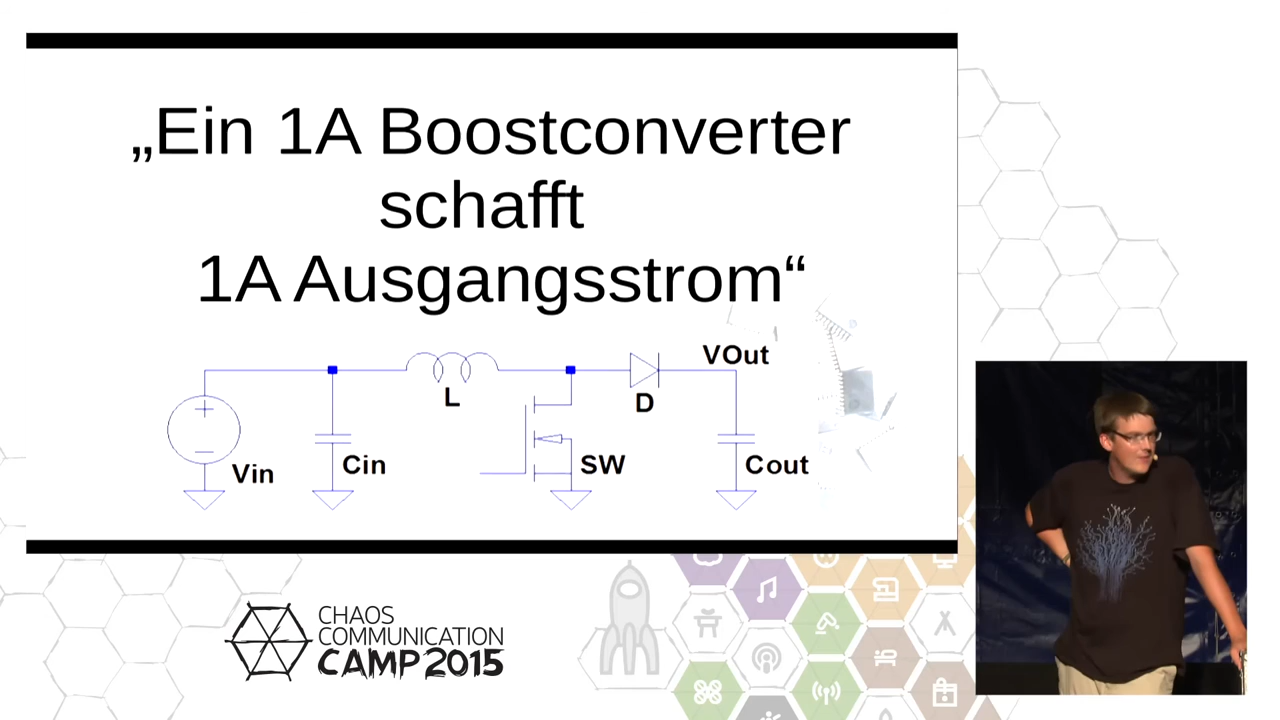 „Ein 1A Boostconverter
schafft
1A Ausgangsstrom“
VOut
L
D
Vin
Cin
SW
Cout
CHAOS
COMMUNICATION
CAMP 2015